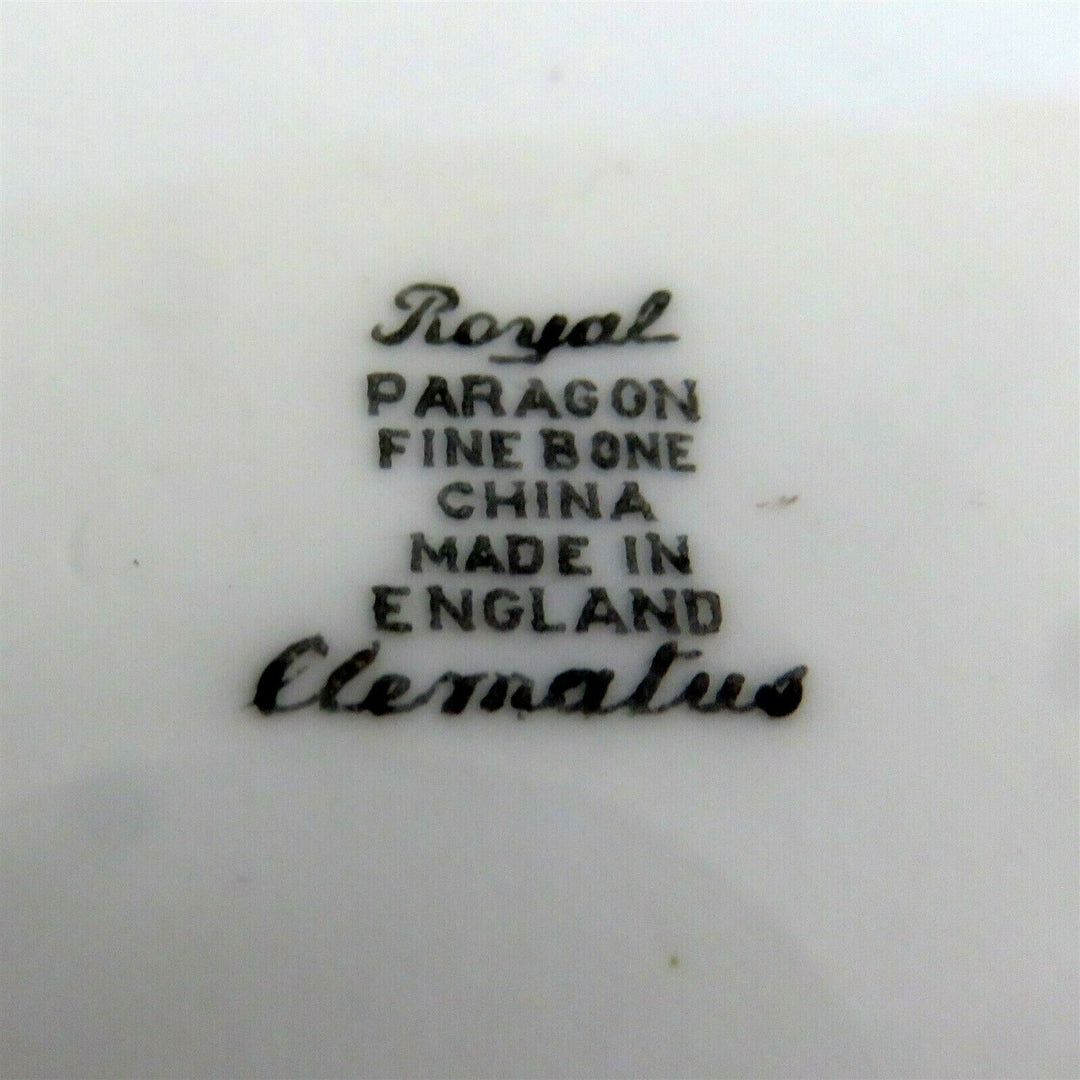 Royal
PARAGON
FINE BONE
CHINA
MADE IN
ENGLAND
Clematus